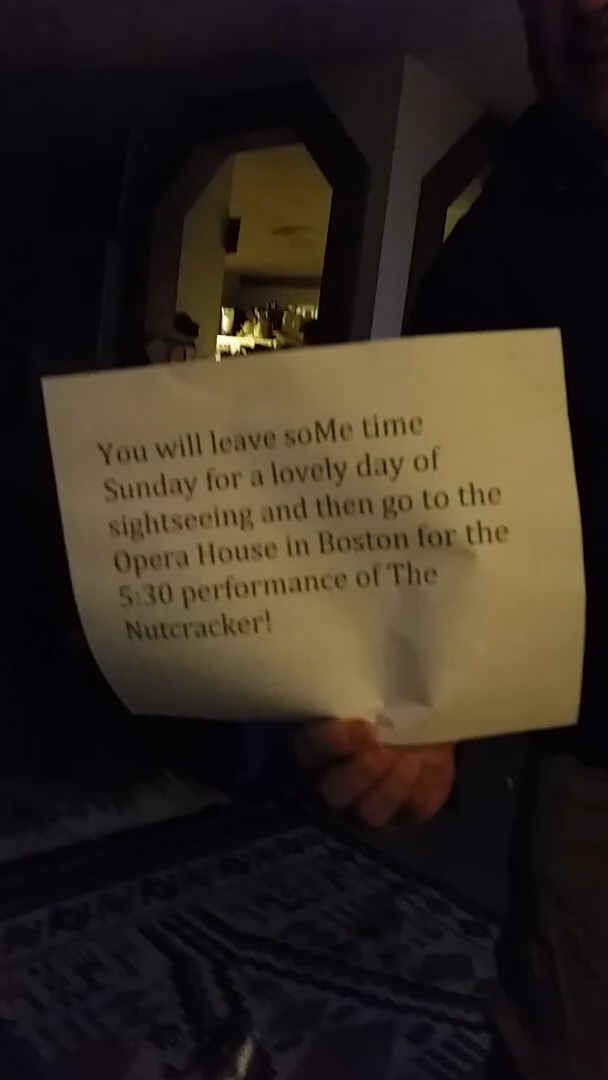 You will leave soMe time
Sunday for a lovely day of
sightseeing and then go to the
Opera House in Boston for the
5:30 performance of The
Nutcracker!